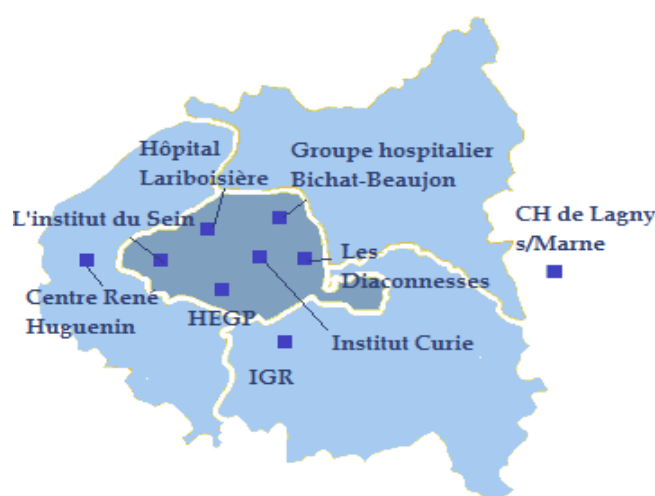 Hôpital
Lariboisière
Groupe hospitalier
Bichat-Beaujon
L'institut du Sein
CH de Lagny
s/Marne
Les
Diaconnesses
Centre René
Huguenin
HEGP
Institut Curie
IGR